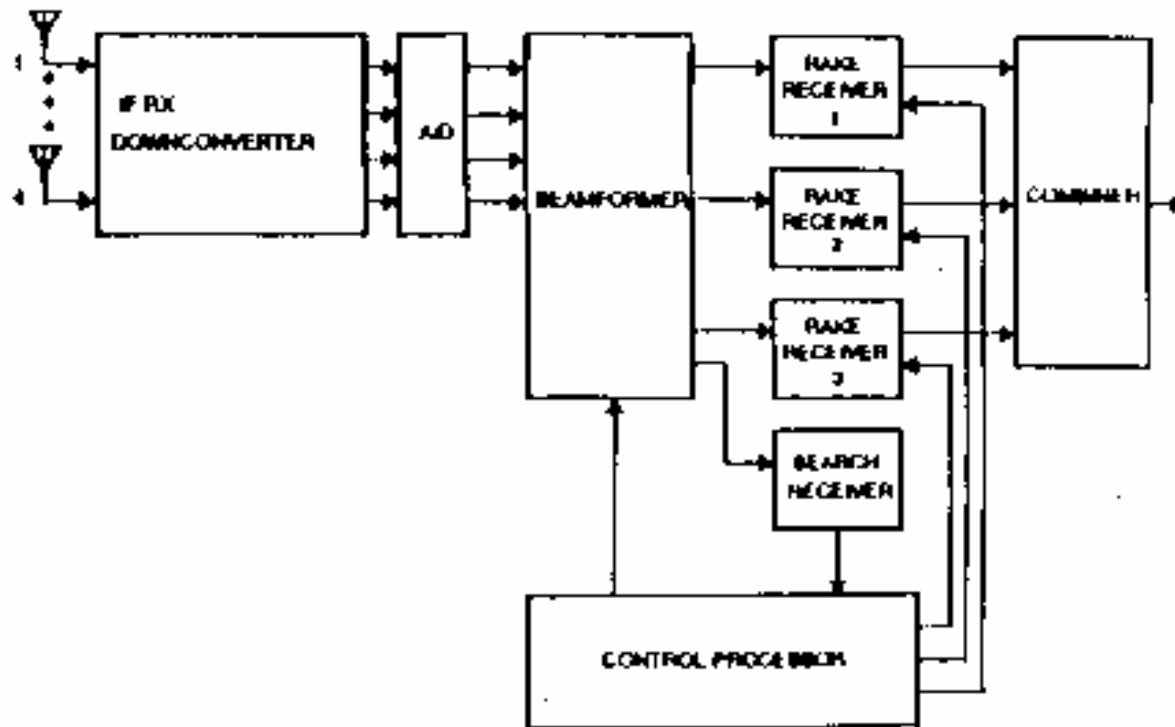 1
IF RX
DOWNCONVERTER
4
A/D
BEAMFORMER
RAKE
RECEIVER
1
RAKE
RECEIVER
2
RAKE
RECEIVER
3
SEARCH
RECEIVER
COMBINER
CONTROL PROCESSOR